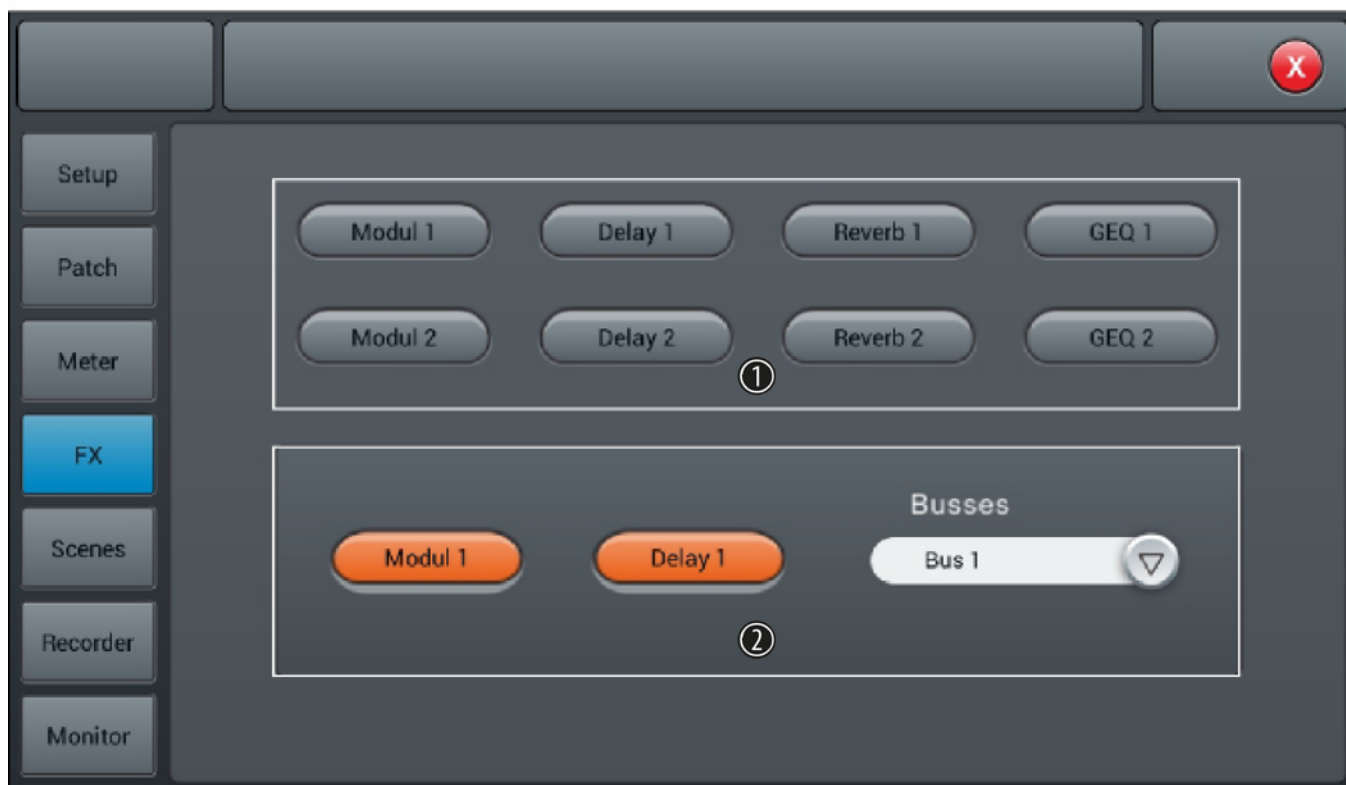 X
Setup
Patch
Meter
FX
Scenes
Recorder
Monitor
Modul 1 Delay 1 Reverb 1 GEQ 1
Modul 2 Delay 2 Reverb 2 GEQ 2
①
Busses
Modul 1 Delay 1 Bus 1
②